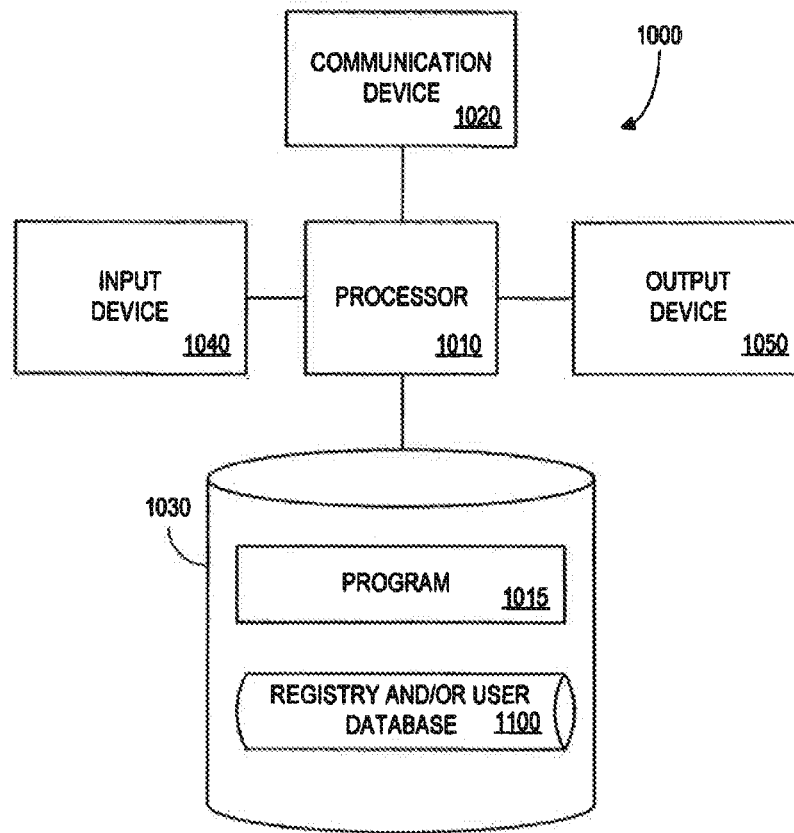 COMMUNICATION
DEVICE
1020
1000
INPUT
DEVICE
1040
PROCESSOR
1010
OUTPUT
DEVICE
1050
1030
PROGRAM
1015
REGISTRY AND/OR USER
DATABASE 1100